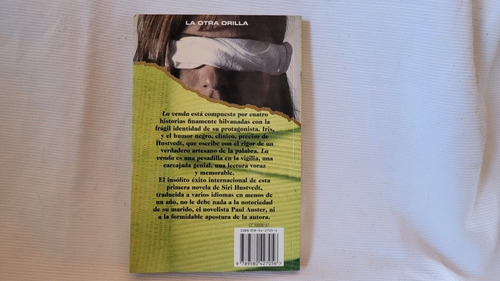 LA OTRA ORILLA
La venda está compuesta por cuatro
historias finamente hilvanadas con la
frágil identidad de su protagonista, Iris,
y el humor negro, clínico, preciso de
Hustvedt, que escribe con el rigor de un
verdadero artesano de la palabra. La
venda es una pesadilla en la vigilia, una
carcajada genial, una lectura voraz
y memorable.
El insólito éxito internacional de esta
primera novela de Siri Hustvedt,
traducida a varios idiomas en menos de
un año, no le debe nada a la notoriedad
de su marido, el novelista Paul Auster, ni
a la formidable apostura de la autora.